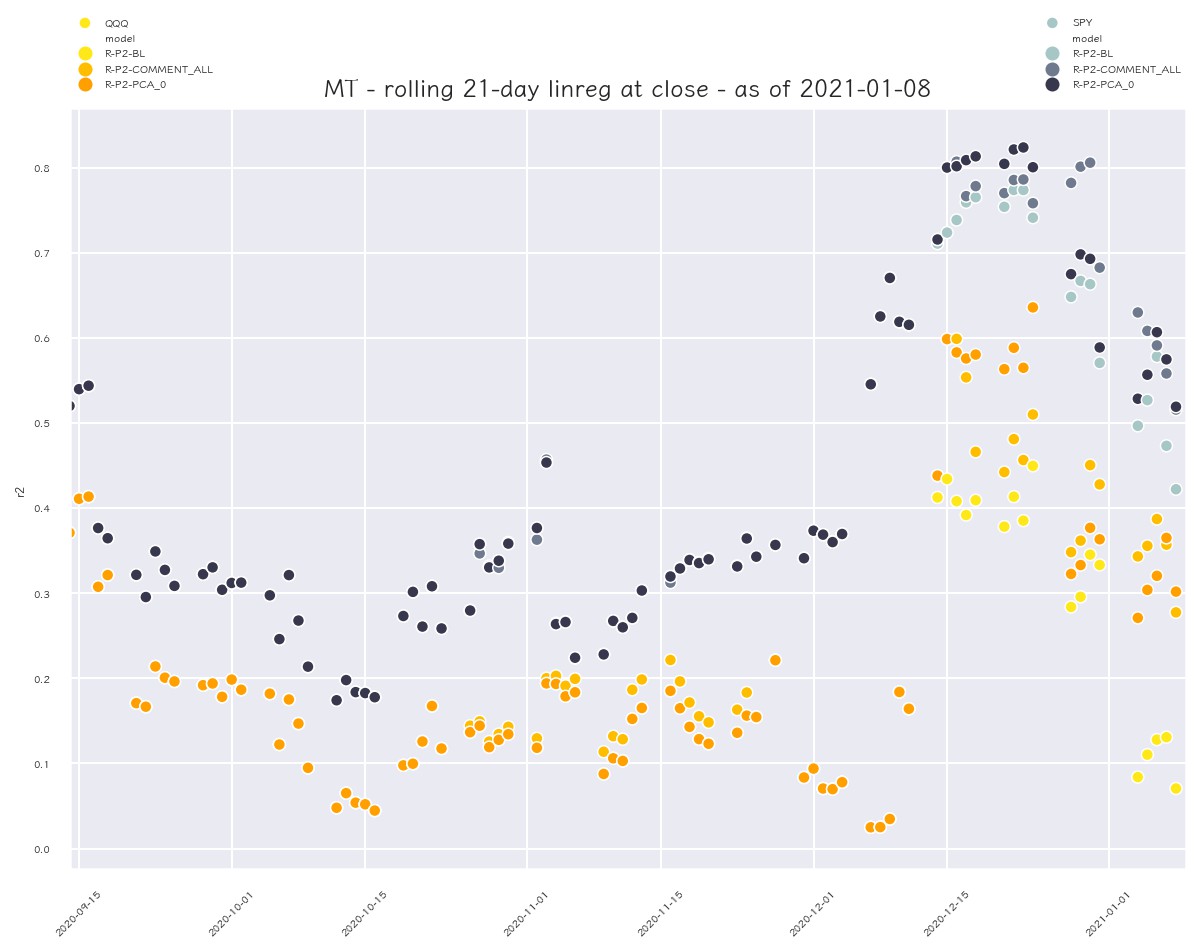 QQQ
model
R-P2-BL
R-P2-COMMENT_ALL
R-P2-PCA_0
SPY
model
R-P2-BL
R-P2-COMMENT_ALL
R-P2-PCA_0
MT - rolling 21-day linreg at close - as of 2021-01-08
0.8
0.7
0.6
0.5
0.4
0.3
0.2
0.1
0.0
r2
2020-09-15
2020-10-01
2020-10-15
2020-11-01
2020-11-15
2020-12-01
2020-12-15
2021-01-01